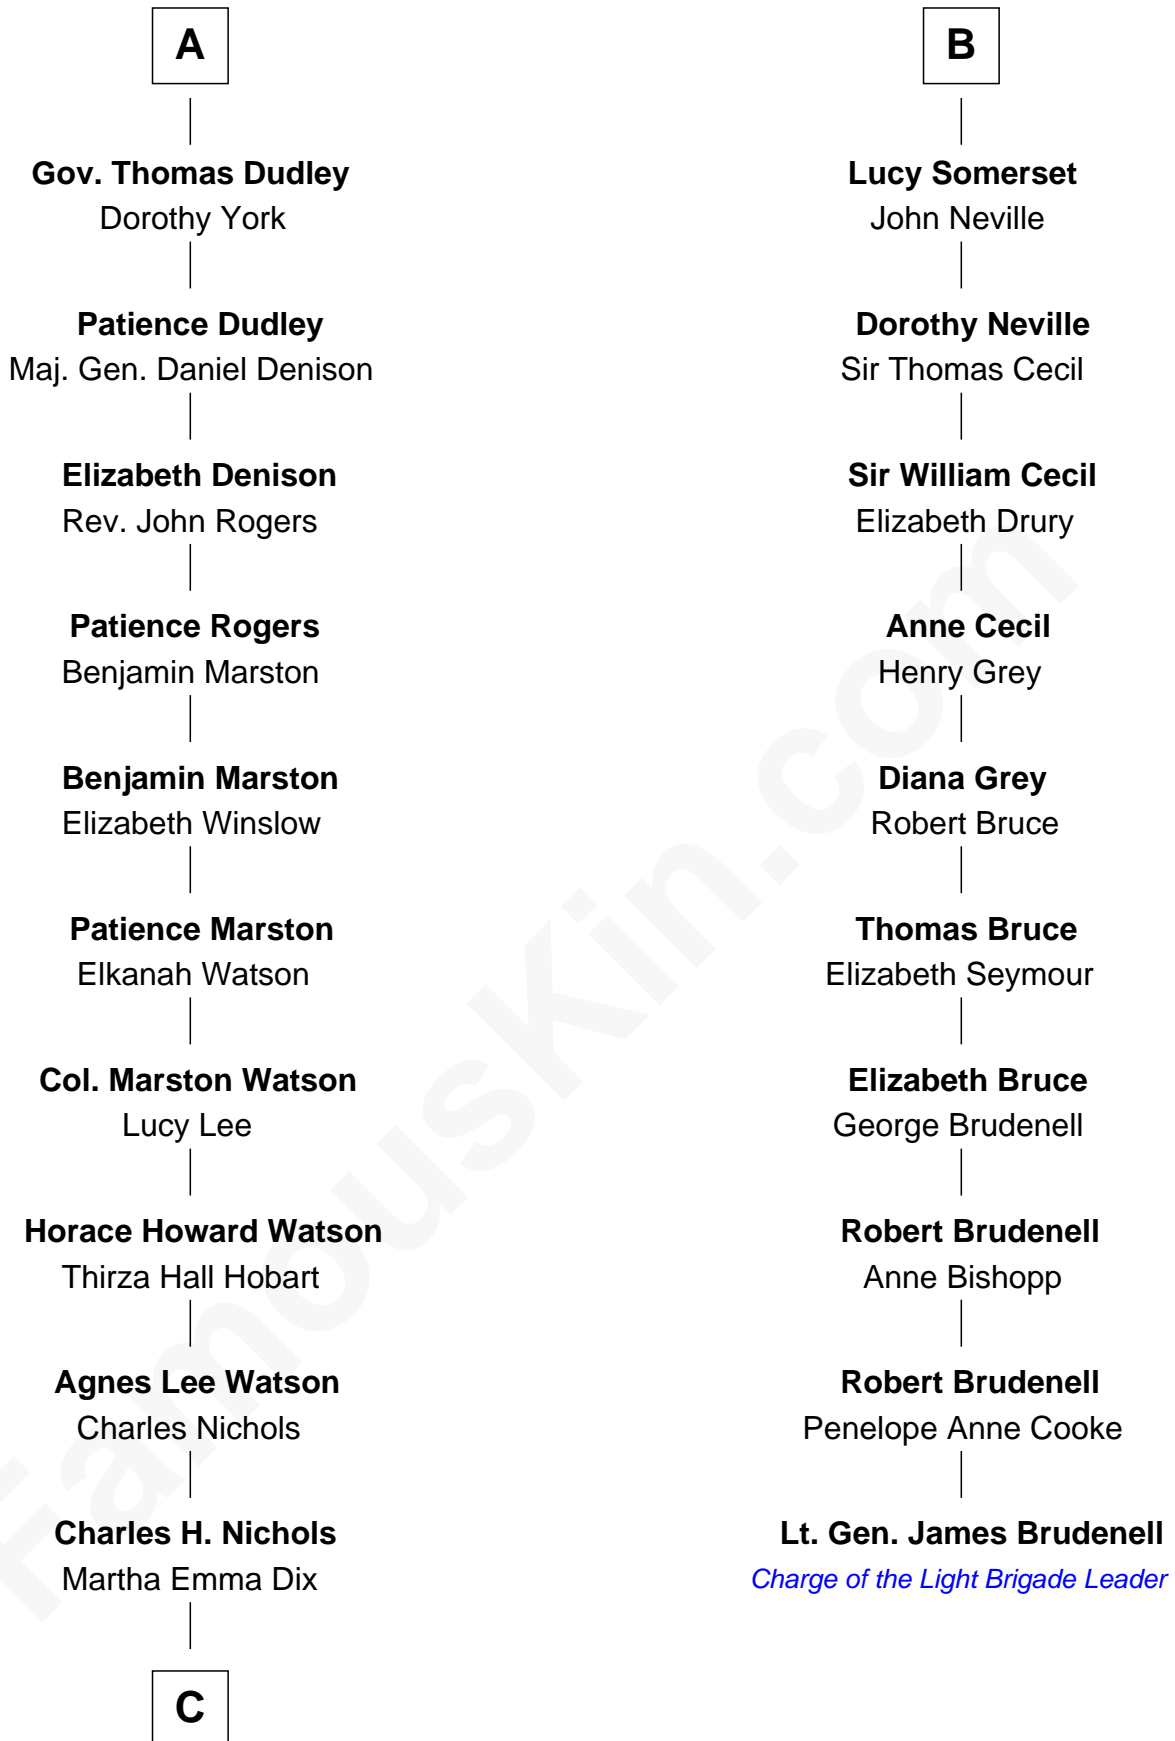 A
Gov. Thomas Dudley
Dorothy York
Patience Dudley
Maj. Gen. Daniel Denison
Elizabeth Denison
Rev. John Rogers
Patience Rogers
Benjamin Marston
Benjamin Marston
Elizabeth Winslow
Patience Marston
Elkanah Watson
Col. Marston Watson
Lucy Lee
Horace Howard Watson
Thirza Hall Hobart
Agnes Lee Watson
Charles Nichols
Charles H. Nichols
Martha Emma Dix
C
B
Lucy Somerset
John Neville
Dorothy Neville
Sir Thomas Cecil
Sir William Cecil
Elizabeth Drury
Anne Cecil
Henry Grey
Diana Grey
Robert Bruce
Thomas Bruce
Elizabeth Seymour
Elizabeth Bruce
George Brudenell
Robert Brudenell
Anne Bishopp
Robert Brudenell
Penelope Anne Cooke
Lt. Gen. James Brudenell
Charge of the Light Brigade Leader
FamousKin.com